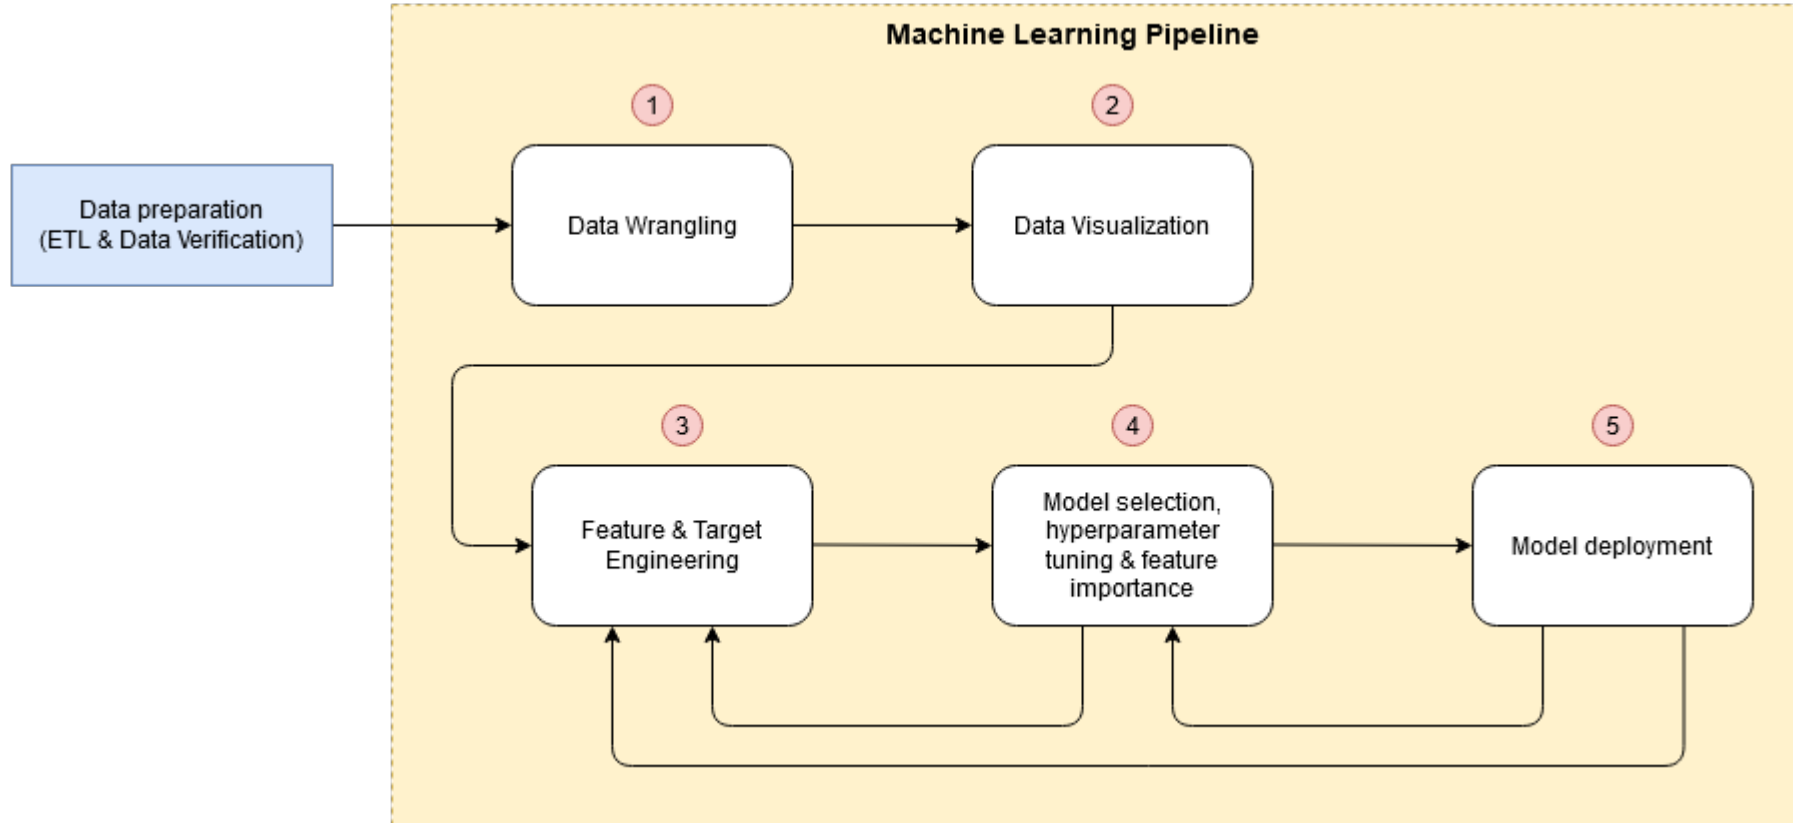 Machine Learning Pipeline
1
2
Data preparation
(ETL & Data Verification)
Data Wrangling
Data Visualization
3
4
5
Feature & Target
Engineering
Model selection,
hyperparameter
tuning & feature
importance
Model deployment